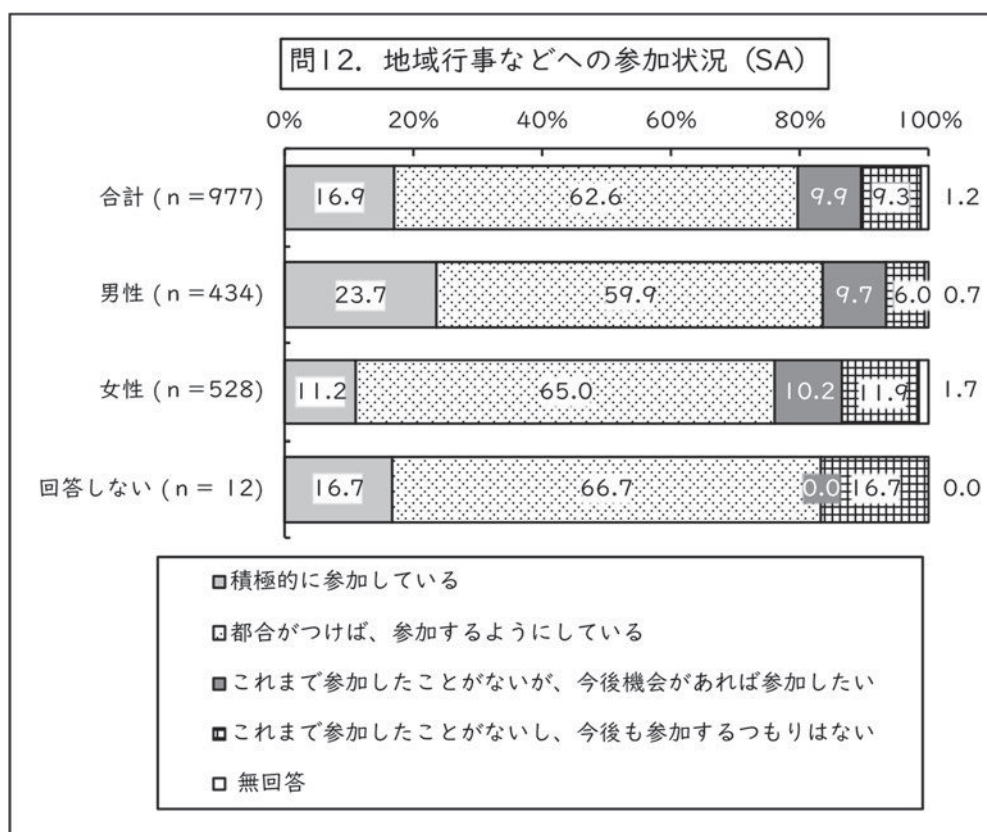 問12. 地域行事などへの参加状況（SA）
0% 20% 40% 60% 80% 100%
合計（n＝977） 16.9 62.6 9.9 9.3 1.2
男性（n＝434） 23.7 59.9 9.7 6.0 0.7
女性（n＝528） 11.2 65.0 10.2 11.9 1.7
回答しない（n＝ 12） 16.7 66.7 0.0 16.7 0.0
積極的に参加している
都合がつけば、参加するようにしている
これまで参加したことがないが、今後機会があれば参加したい
これまで参加したことがないし、今後も参加するつもりはない
無回答